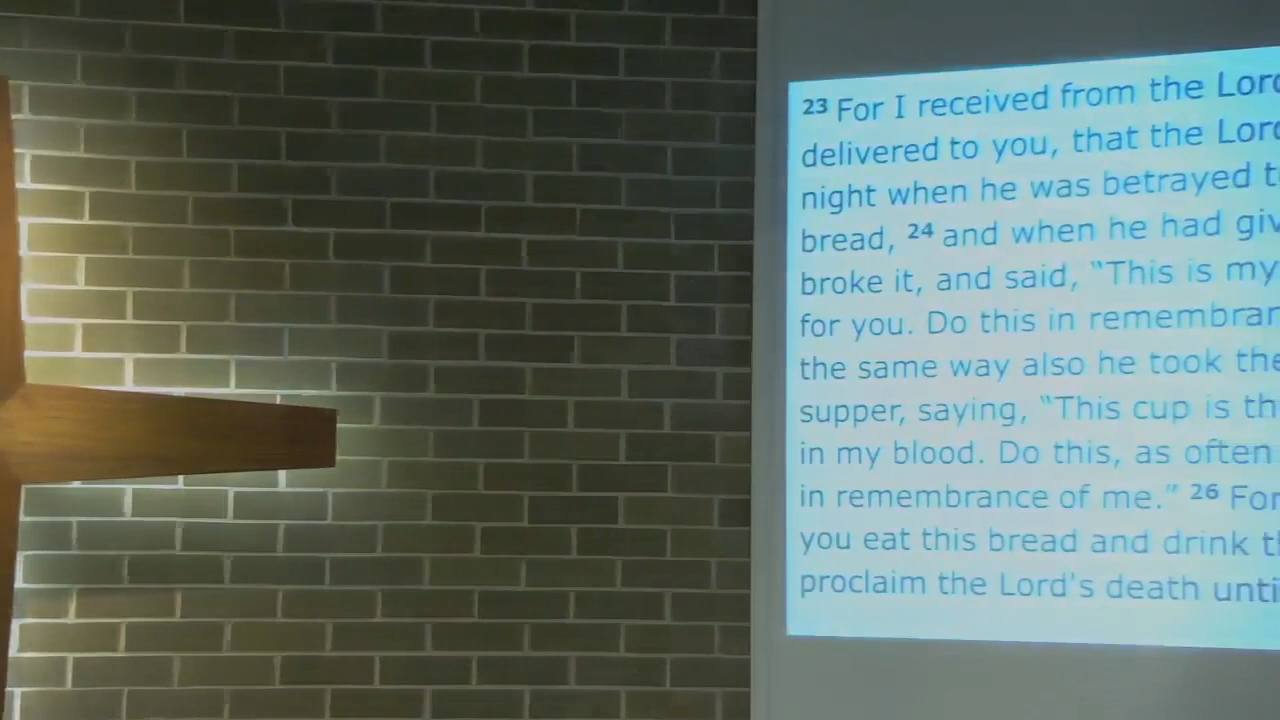 23 For I received from the Lord
delivered to you, that the Lord
night when he was betrayed
bread, 24 and when he had
broke it, and said, “This is my
for you. Do this in
the same way also he took the
supper, saying, “This cup is
in my blood. Do this, as often
in remembrance of me.” 26 For
you eat this bread and drink
proclaim the Lord's death